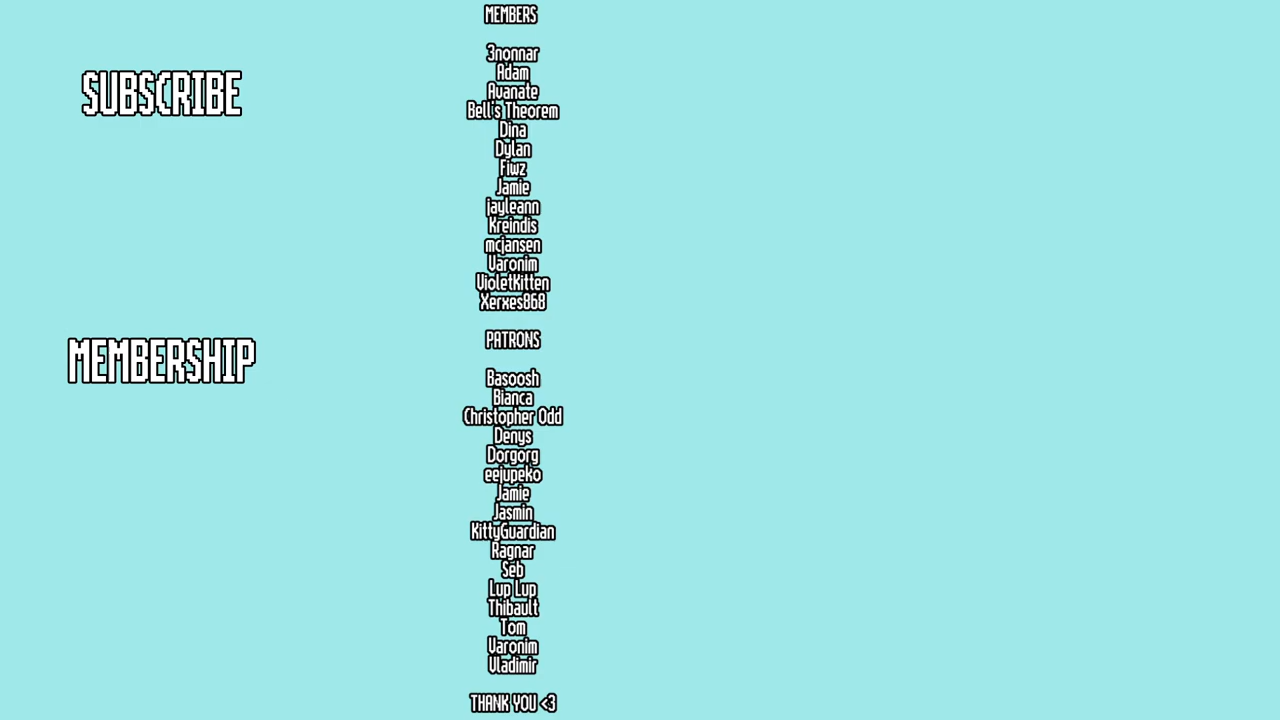 SUBSCRIBE
MEMBERSHIP
MEMBERS
3nonnar
Adam
Avanate
Bell's Theorem
Dina
Dylan
Fiwz
Jamie
jayleann
Kreindis
mcjansen
Varonim
VioletKitten
Xerxes868
PATRONS
Basoosh
Bianca
Christopher Odd
Denys
Dorgorg
eejupeko
Jamie
Jasmin
KittyGuardian
Ragnar
Seb
Lup Lup
Thibault
Tom
Varonim
Vladimir
THANK YOU <3